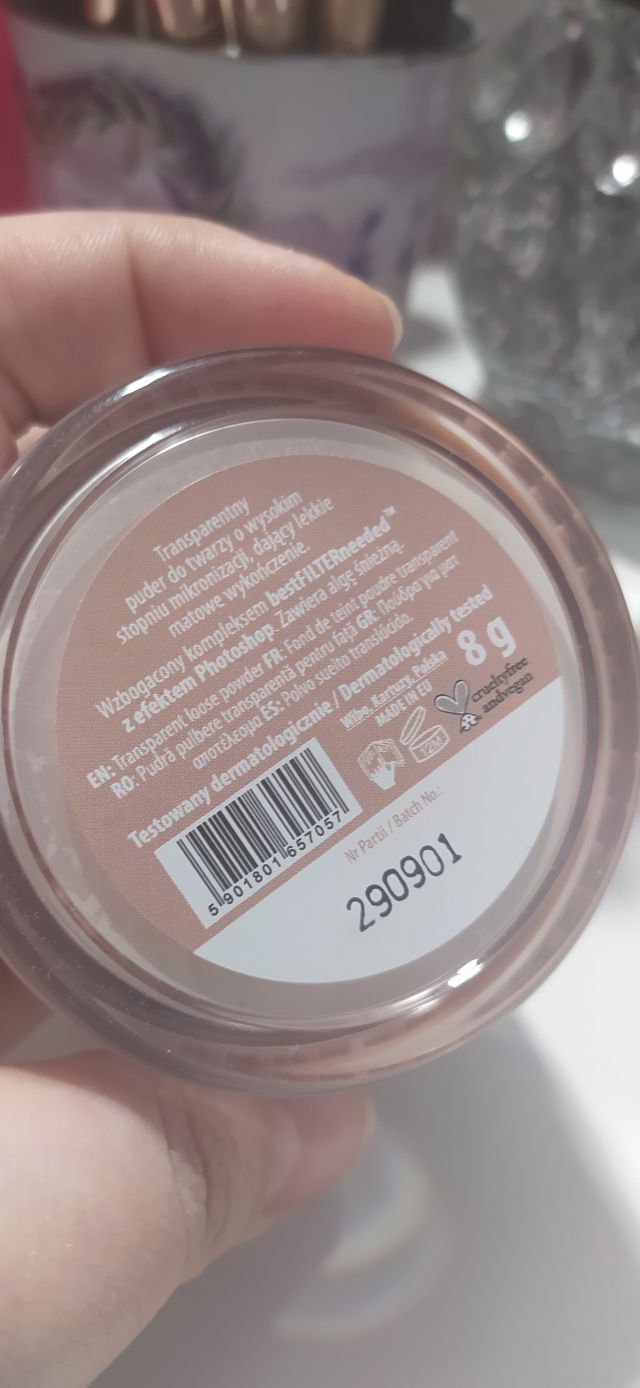 Transparentny
puder do twarzy o wysokim
stopniu mikronizacji, dający lekkie
matowe wykończenie.
Wzbogacony kompleksem bestFILTERneeded™
z efektem Photoshop. Zawiera algę śnieżną.
EN: Transparent loose powder FR: Fond de teint poudre transparent
RO: Pudră pulbere transparentă pentru față GR: Πούδρα για ματ
αποτέλεσμα ES: Polvo suelto translúcido.
Testowany dermatologicznie / Dermatologically tested
8 g
Wibo, Kartuzy, Polska
MADE IN EU
12M
crueltyfree
andvegan
5 901801 657057
Nr Partii / Batch No.:
290901